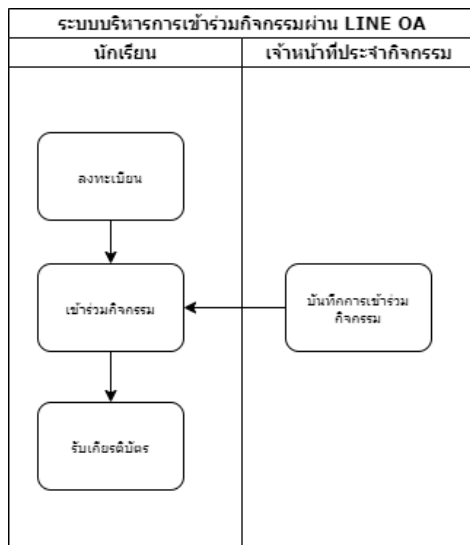 ระบบบริหารการเข้าร่วมกิจกรรมผ่าน LINE OA
นักเรียน
เจ้าหน้าที่ประจำกิจกรรม
ลงทะเบียน
เข้าร่วมกิจกรรม
บันทึกการเข้าร่วม
กิจกรรม
รับเกียรติบัตร